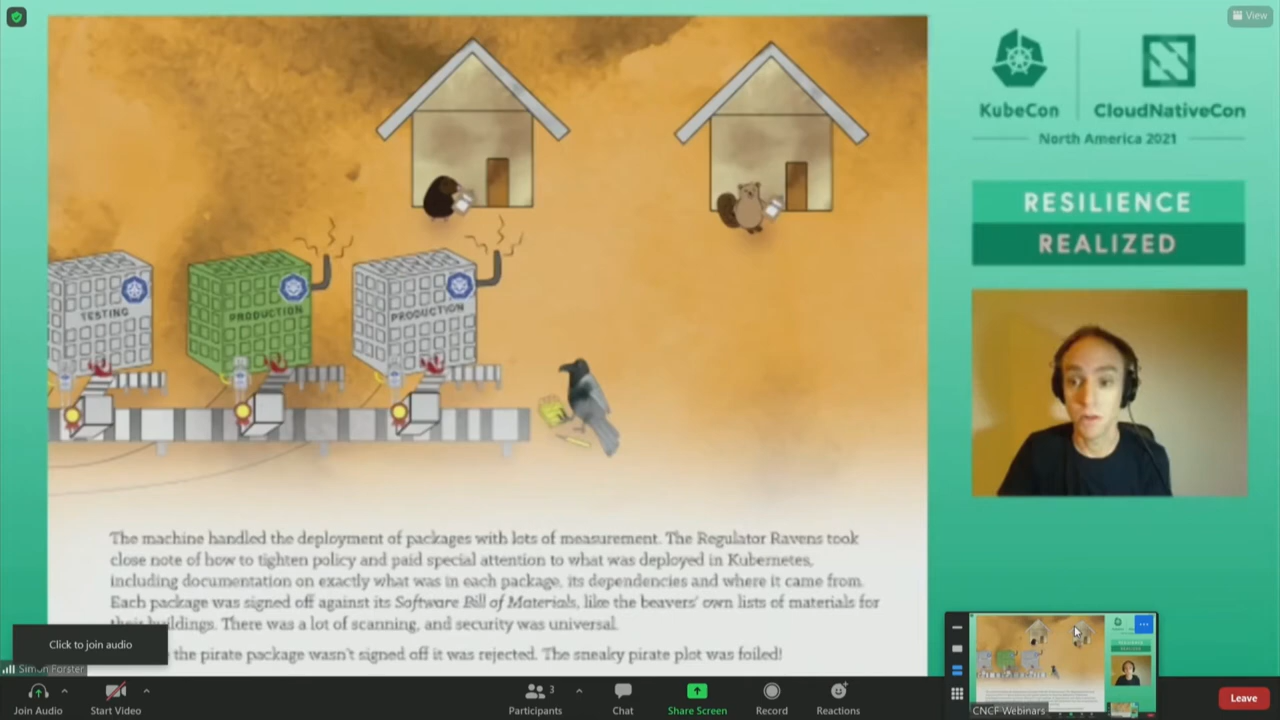 View
KubeCon
CloudNativeCon
North America 2021
RESILIENCE
REALIZED
TESTING
PRODUCTION
PRODUCTION
The machine handled the deployment of packages with lots of measurement. The Regulator Ravens took
close note of how to tighten policy and paid special attention to what was deployed in Kubernetes,
including documentation on exactly what was in each package, its dependencies and where it came from.
Each package was signed off against its Software Bill of Materials, like the beavers' own lists of materials for
their buildings. There was a lot of scanning, and security was universal.
the pirate package wasn't signed off it was rejected. The sneaky pirate plot was foiled!
Click to join audio
Simon Forster
CNCF Webinars
Join Audio
Start Video
Participants
3
Chat
Share Screen
Record
Reactions
Leave